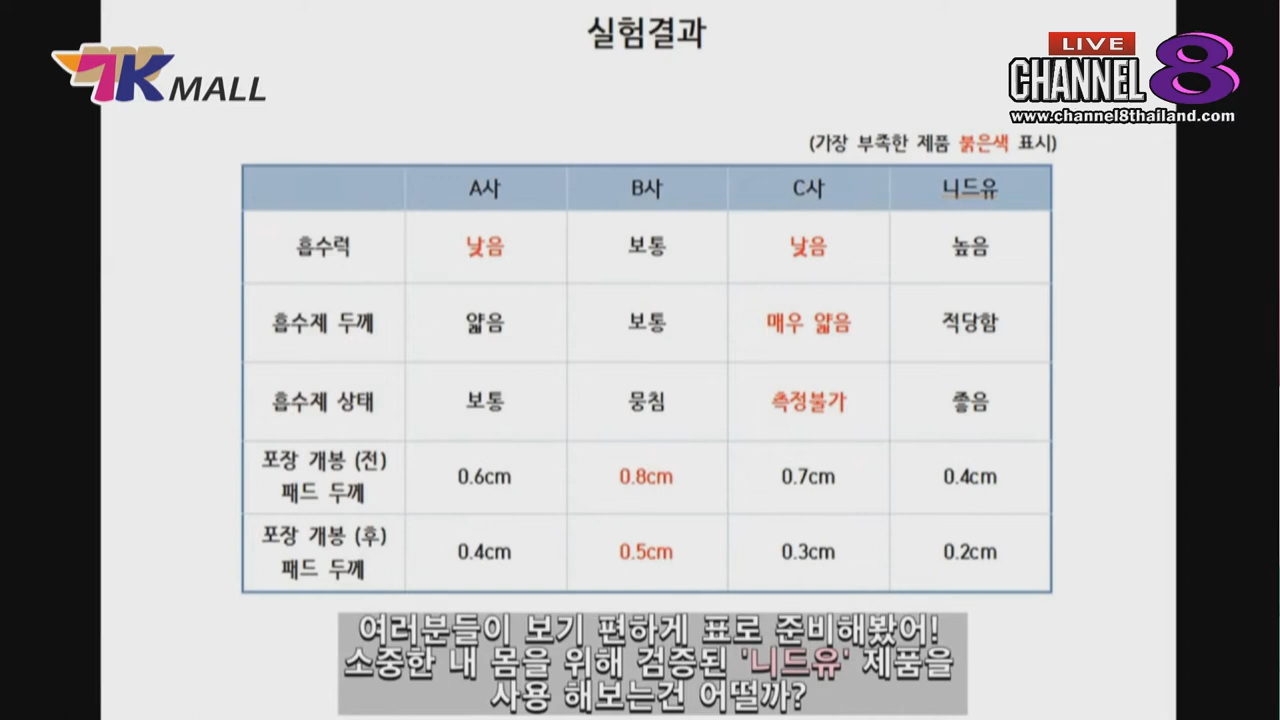 실험결과
TK MALL
LIVE
CHANNEL 8
www.channel8thailand.com
(가장 부족한 제품 붉은색 표시)
A사 B사 C사 니드유
흡수력 낮음 보통 낮음 높음
흡수제 두께 얇음 보통 매우 얇음 적당함
흡수제 상태 보통 뭉침 측정불가 좋음
포장 개봉 (전)
패드 두께 0.6cm 0.8cm 0.7cm 0.4cm
포장 개봉 (후)
패드 두께 0.4cm 0.5cm 0.3cm 0.2cm
여러분들이 보기 편하게 표로 준비해봤어!
소중한 내 몸을 위해 검증된 '니드유' 제품을
사용 해보는건 어떨까?